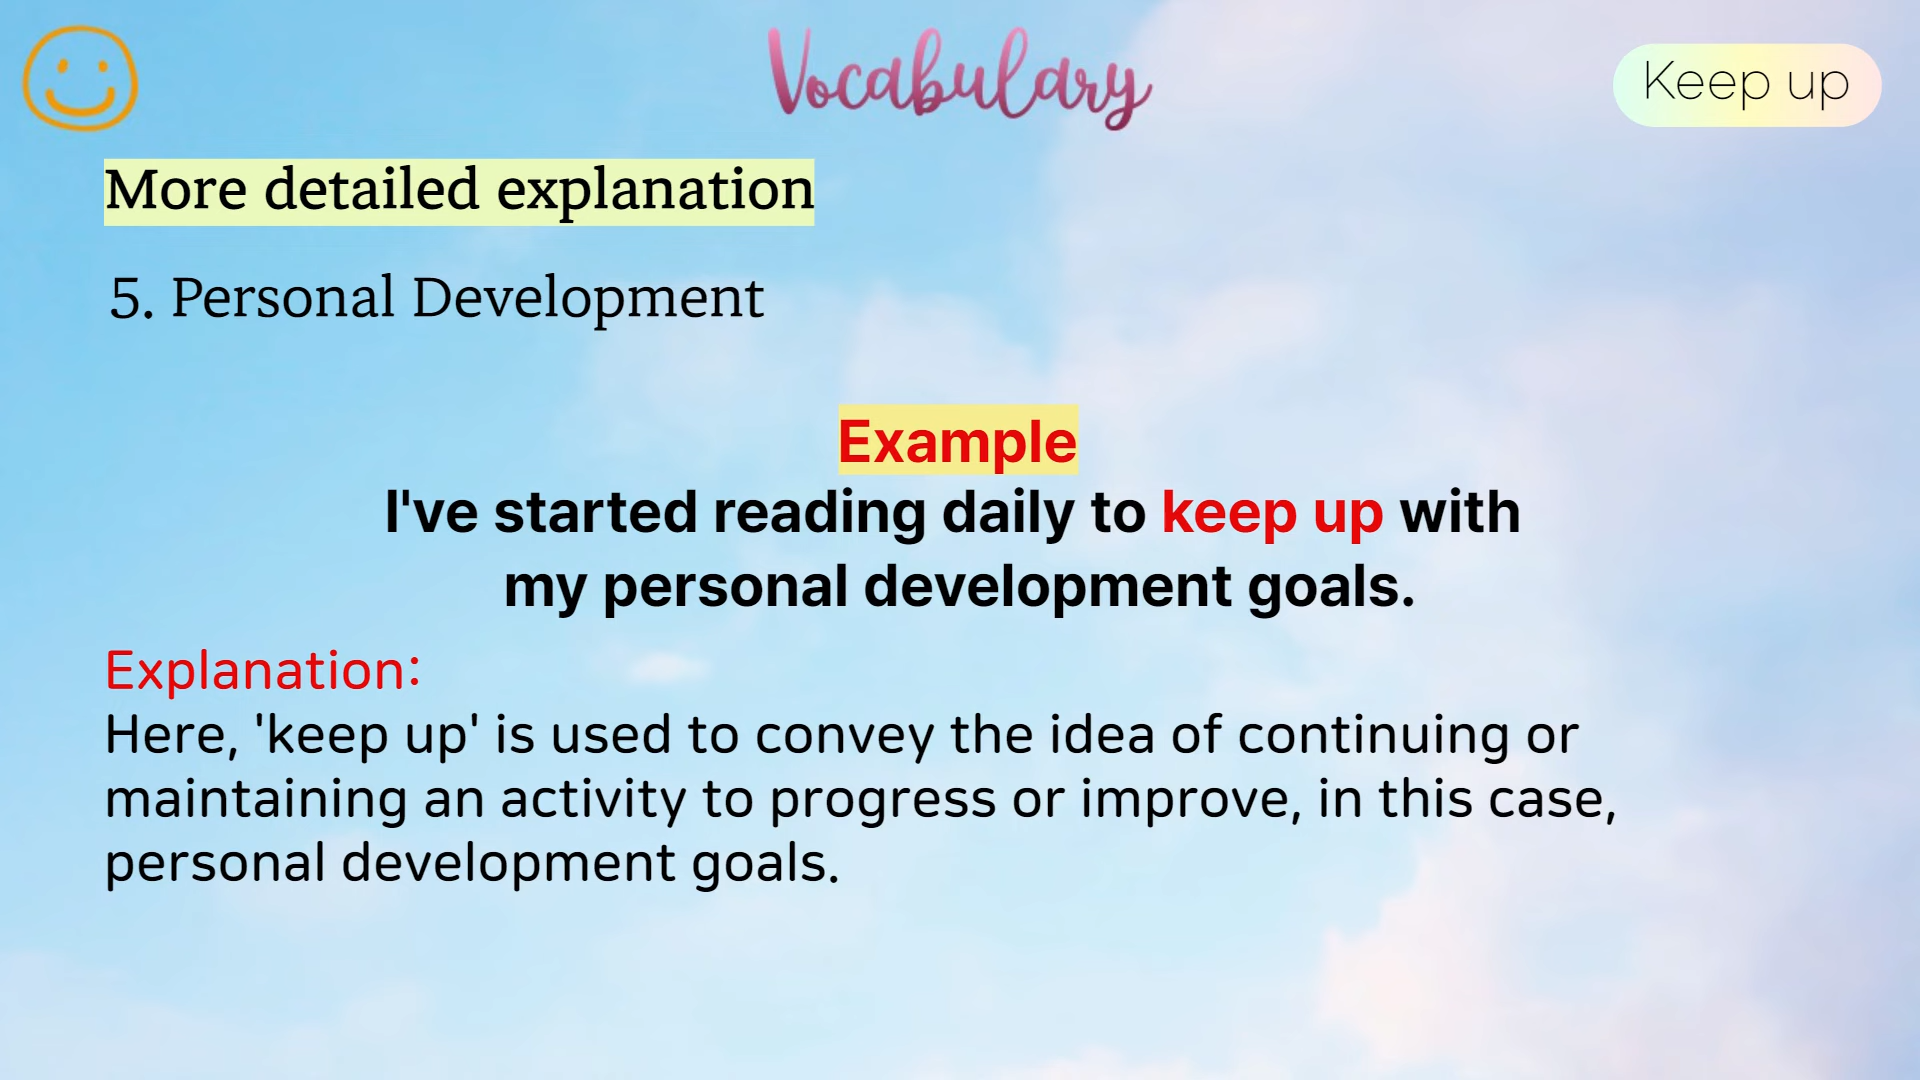 Vocabulary
Keep up
More detailed explanation
5. Personal Development
Example
I've started reading daily to keep up with
my personal development goals.
Explanation:
Here, 'keep up' is used to convey the idea of continuing or
maintaining an activity to progress or improve, in this case,
personal development goals.